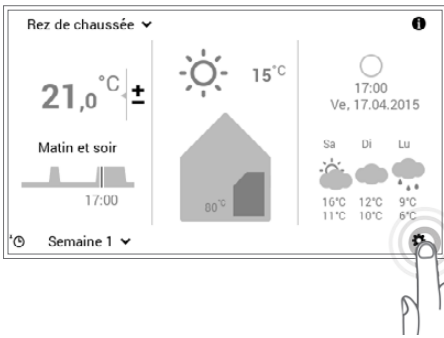 Rez de chaussée
21,0 °C ±
Matin et soir
17:00
Semaine 1
15°C
80°C
17:00
Ve, 17.04.2015
Sa Di Lu
16°C 12°C 9°C
11°C 10°C 6°C